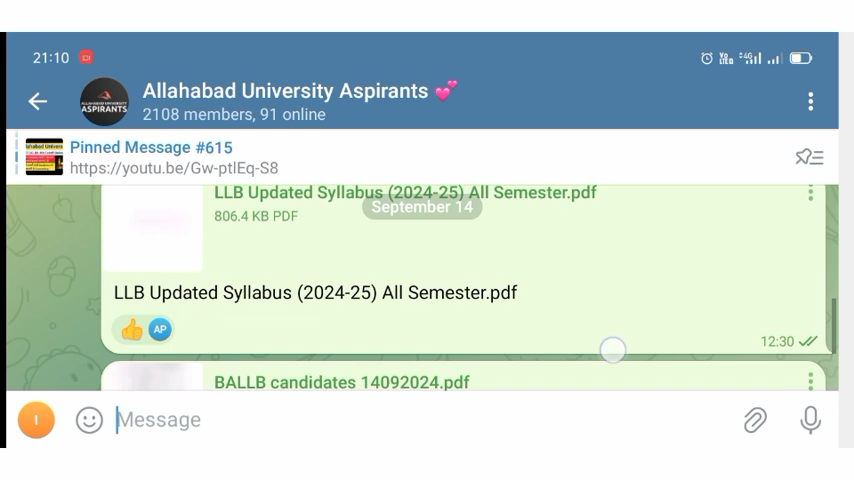 21:10
Allahabad University Aspirants 💕
2108 members, 91 online
Pinned Message #615
https://youtu.be/Gw-ptlEq-S8
LLB Updated Syllabus (2024-25) All Semester.pdf
September 14
806.4 KB PDF
LLB Updated Syllabus (2024-25) All Semester.pdf
AP
12:30
BALLB candidates 14092024.pdf
I
Message